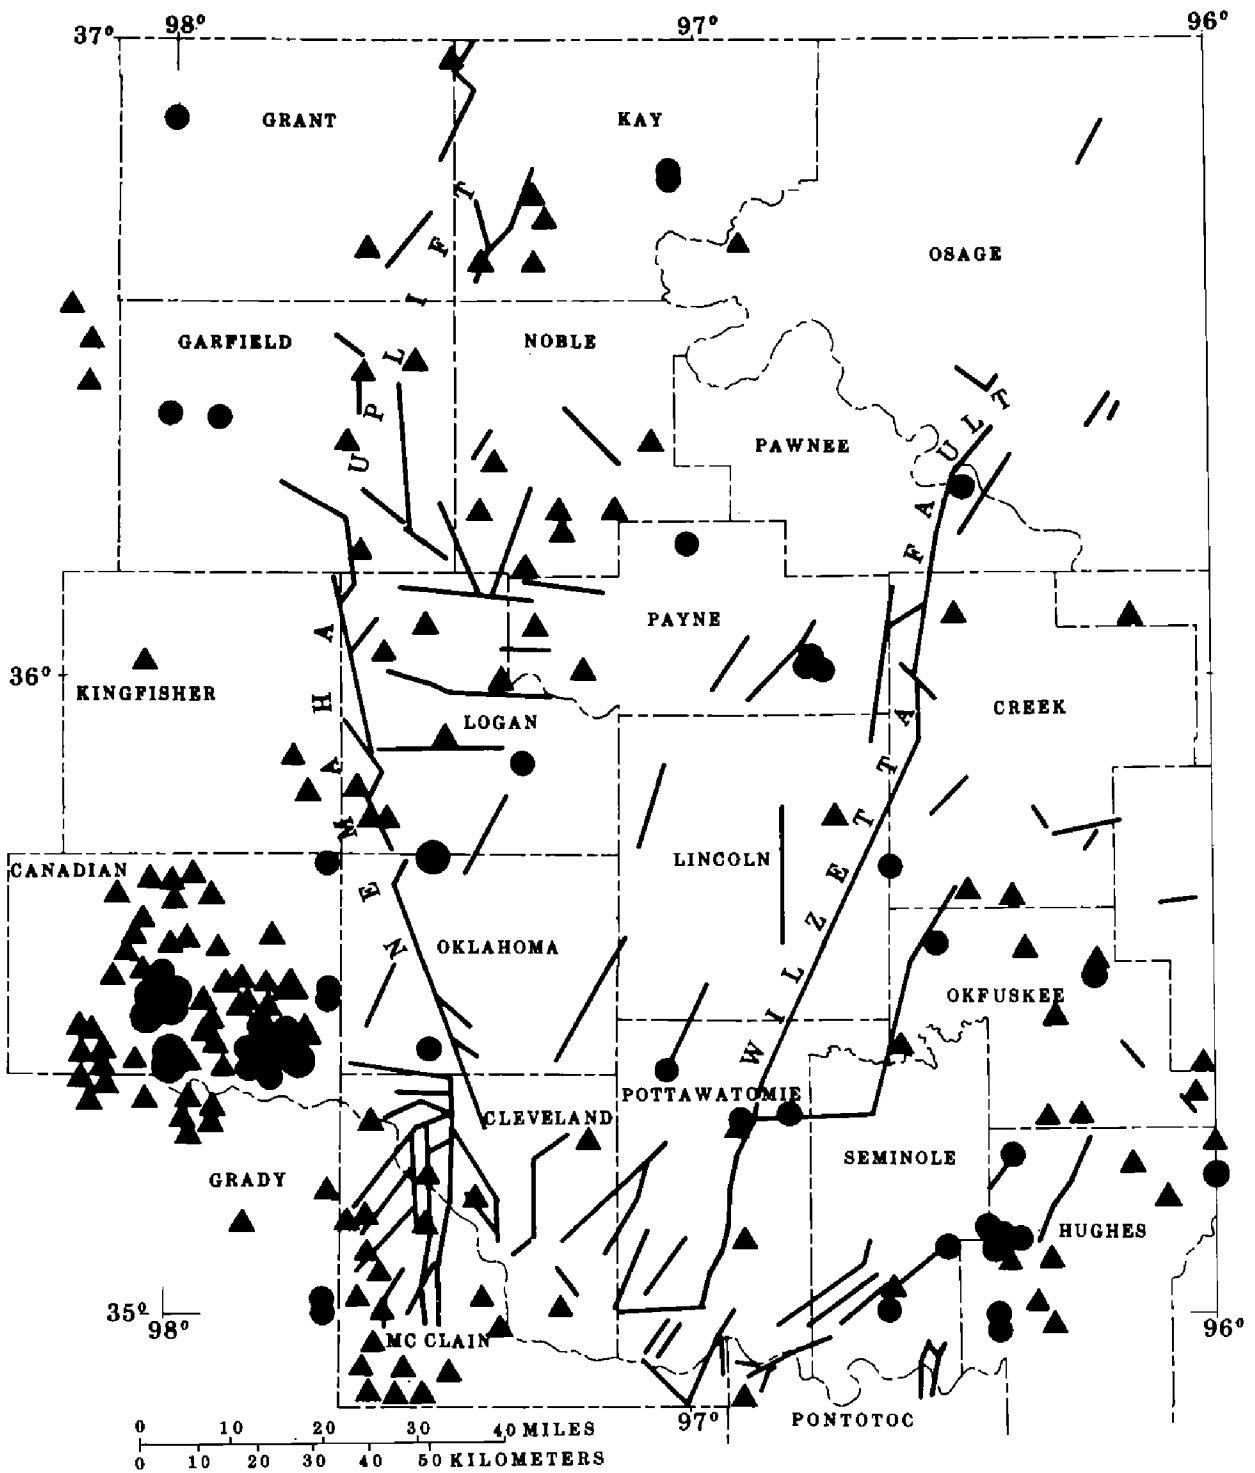 98° 97° 96°
37°
GRANT KAY
OSAGE
GARFIELD NOBLE
PAWNEE
PAYNE
36°
KINGFISHER
LOGAN CREEK
LINCOLN
CANADIAN
OKLAHOMA
OKFUSKEE
POTTAWATOMIE
CLEVELAND
SEMINOLE
GRADY
HUGHES
35°
98° 96°
MC CLAIN
97° PONTOTOC
NEMAHA UPLIFT
WILZETTA FAULT
0 10 20 30 40 MILES
0 10 20 30 40 50 KILOMETERS